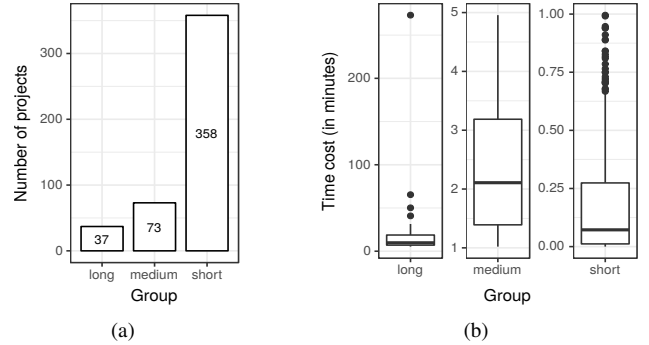 Number of projects
300
200
100
0
37
73
358
long medium short
Group
(a)
Time cost (in minutes)
200
100
0
long
5
4
3
2
1
medium
1.00
0.75
0.50
0.25
0.00
short
Group
(b)